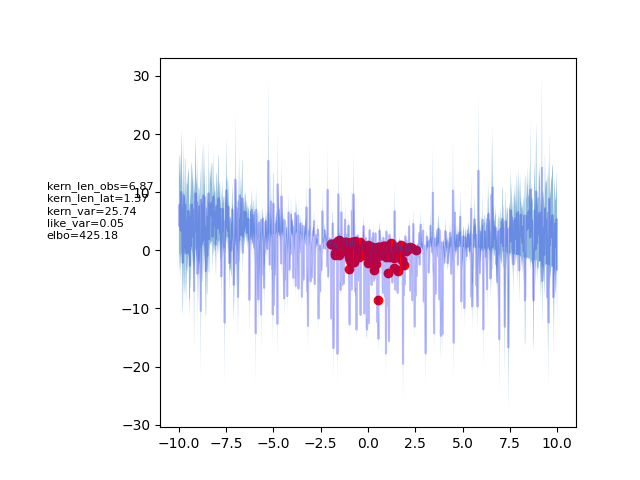 30
20
10
0
−10
−20
−30
kern_len_obs=6.87
kern_len_lat=1.37
kern_var=25.74
like_var=0.05
elbo=425.18
−10.0 −7.5 −5.0 −2.5 0.0 2.5 5.0 7.5 10.0